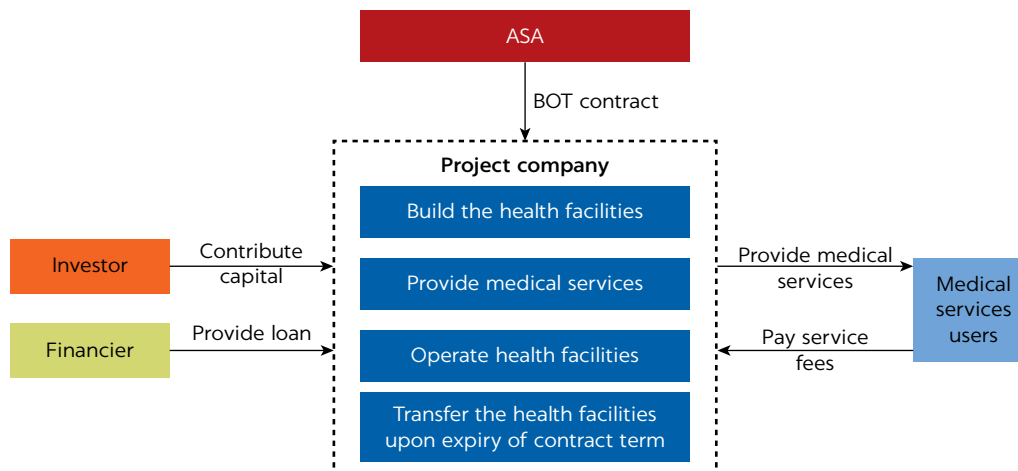 ASA
BOT contract
Project company
Build the health facilities
Investor
Contribute
capital
Provide medical services
Provide medical
services
Medical
services
users
Financier
Provide loan
Operate health facilities
Pay service
fees
Transfer the health facilities
upon expiry of contract term